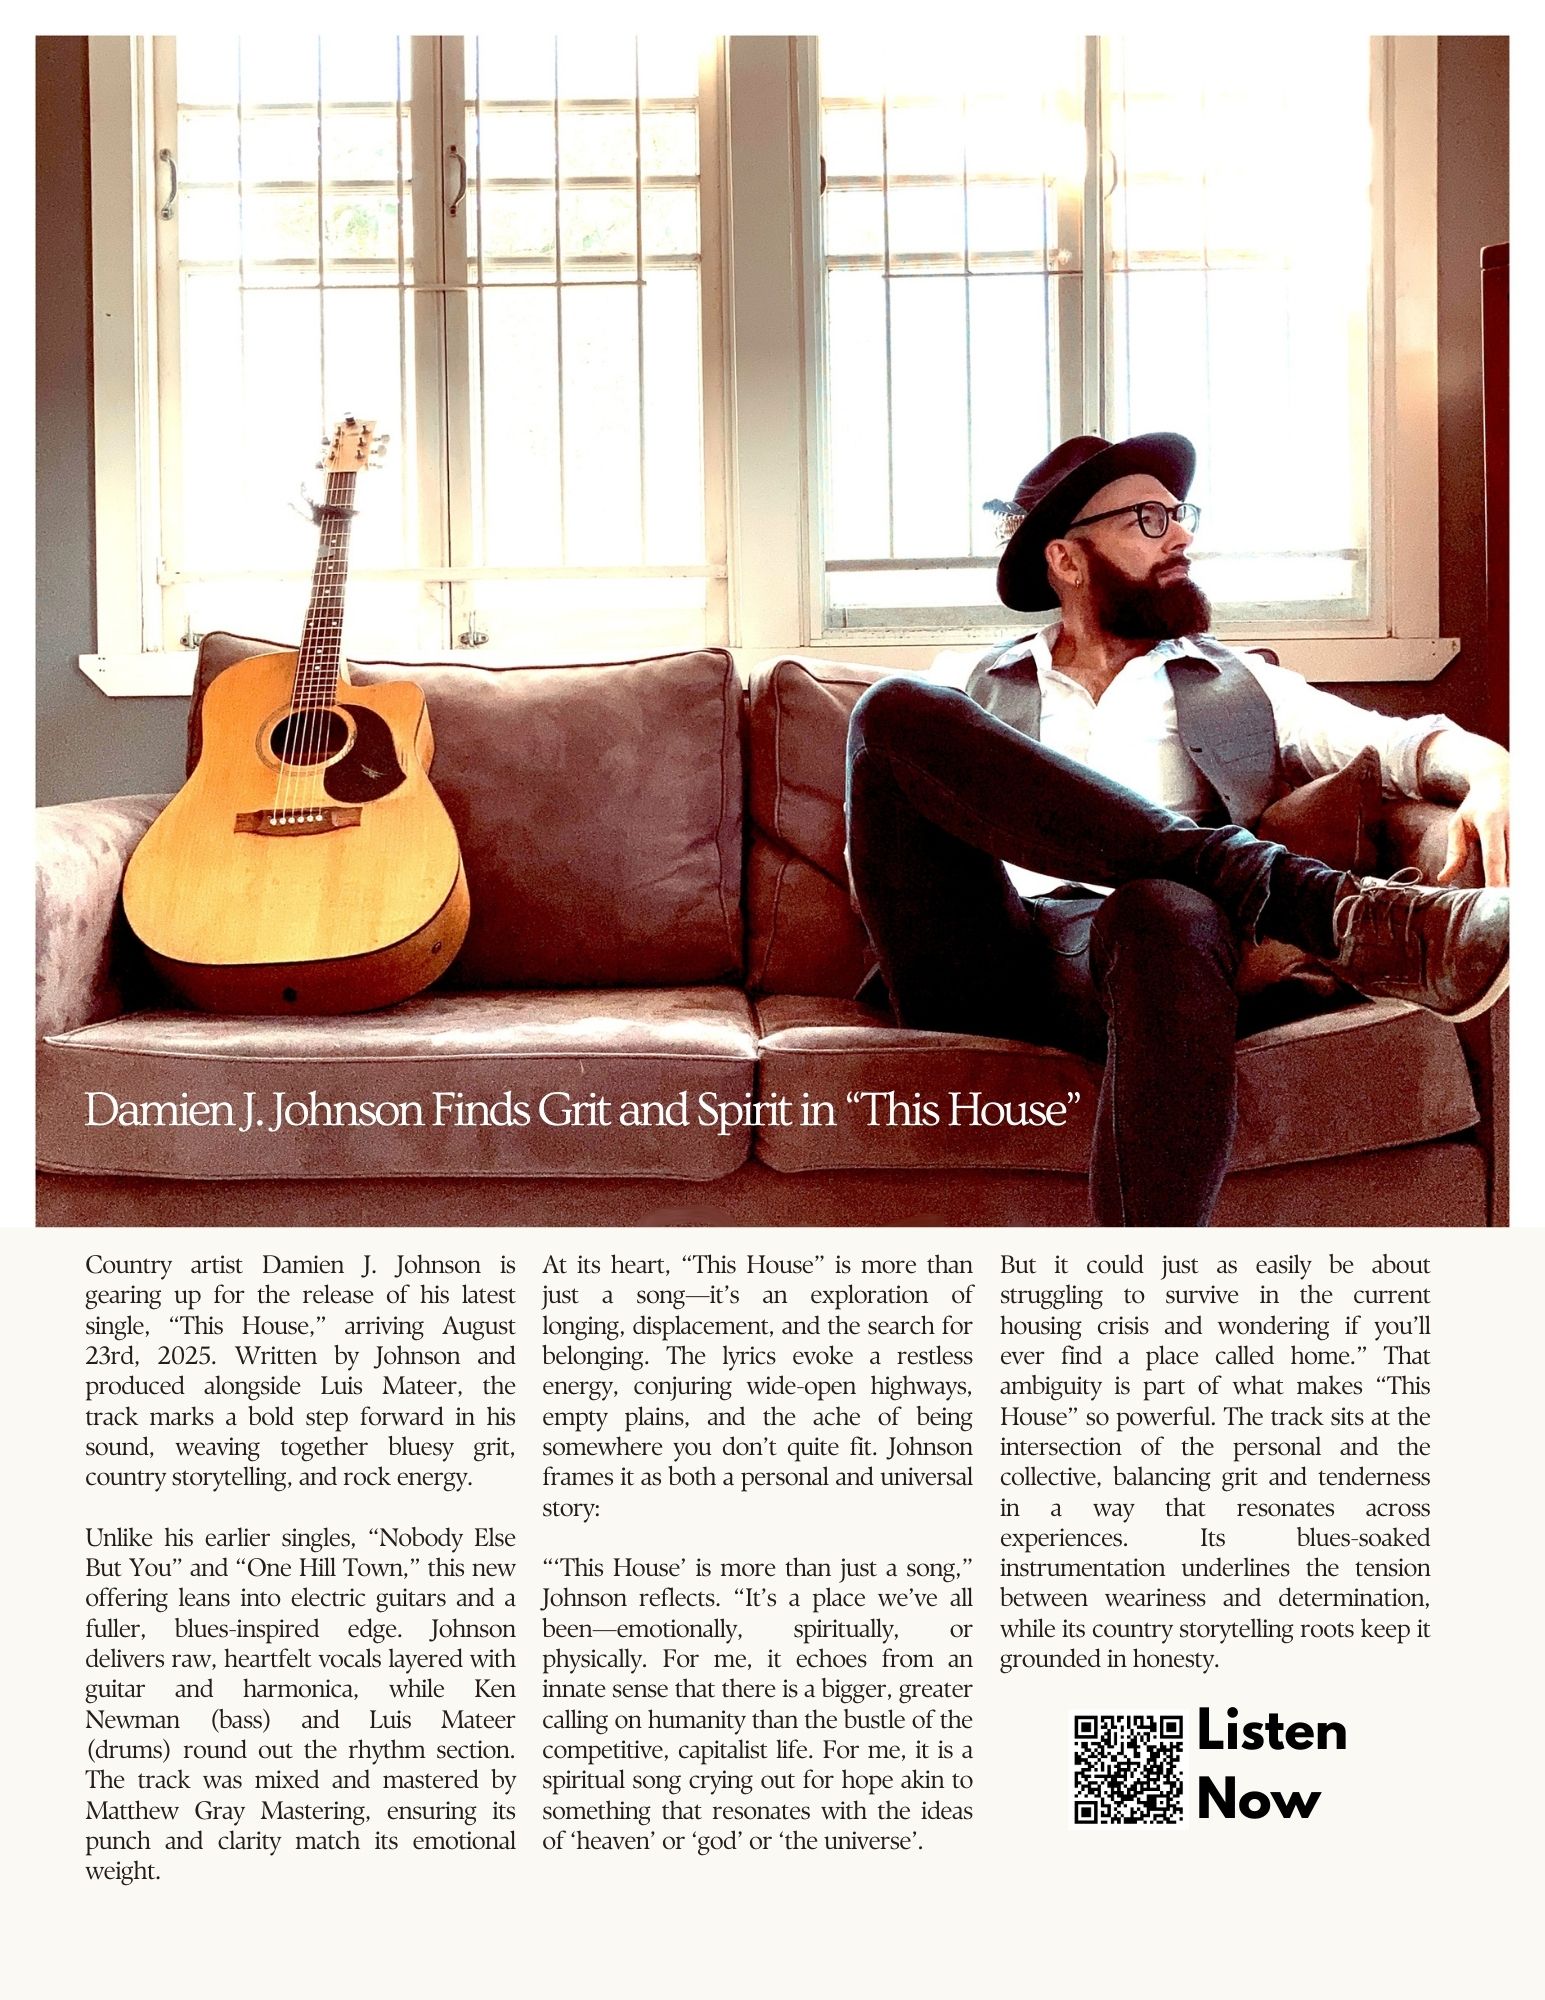 Damien J. Johnson Finds Grit and Spirit in “This House”
Country artist Damien J. Johnson is
gearing up for the release of his latest
single, “This House,” arriving August
23rd, 2025. Written by Johnson and
produced alongside Luis Mateer, the
track marks a bold step forward in his
sound, weaving together bluesy grit,
country storytelling, and rock energy.
Unlike his earlier singles, “Nobody Else
But You” and “One Hill Town,” this new
offering leans into electric guitars and a
fuller, blues-inspired edge. Johnson
delivers raw, heartfelt vocals layered with
guitar and harmonica, while Ken
Newman (bass) and Luis Mateer
(drums) round out the rhythm section.
The track was mixed and mastered by
Matthew Gray Mastering, ensuring its
punch and clarity match its emotional
weight.
At its heart, “This House” is more than
just a song—it’s an exploration of
longing, displacement, and the search for
belonging. The lyrics evoke a restless
energy, conjuring wide-open highways,
empty plains, and the ache of being
somewhere you don’t quite fit. Johnson
frames it as both a personal and universal
story:
“‘This House’ is more than just a song,”
Johnson reflects. “It’s a place we’ve all
been—emotionally, spiritually, or
physically. For me, it echoes from an
innate sense that there is a bigger, greater
calling on humanity than the bustle of the
competitive, capitalist life. For me, it is a
spiritual song crying out for hope akin to
something that resonates with the ideas
of ‘heaven’ or ‘god’ or ‘the universe’.
But it could just as easily be about
struggling to survive in the current
housing crisis and wondering if you’ll
ever find a place called home.” That
ambiguity is part of what makes “This
House” so powerful. The track sits at the
intersection of the personal and the
collective, balancing grit and tenderness
in a way that resonates across
experiences. Its blues-soaked
instrumentation underlines the tension
between weariness and determination,
while its country storytelling roots keep it
grounded in honesty.
Listen
Now